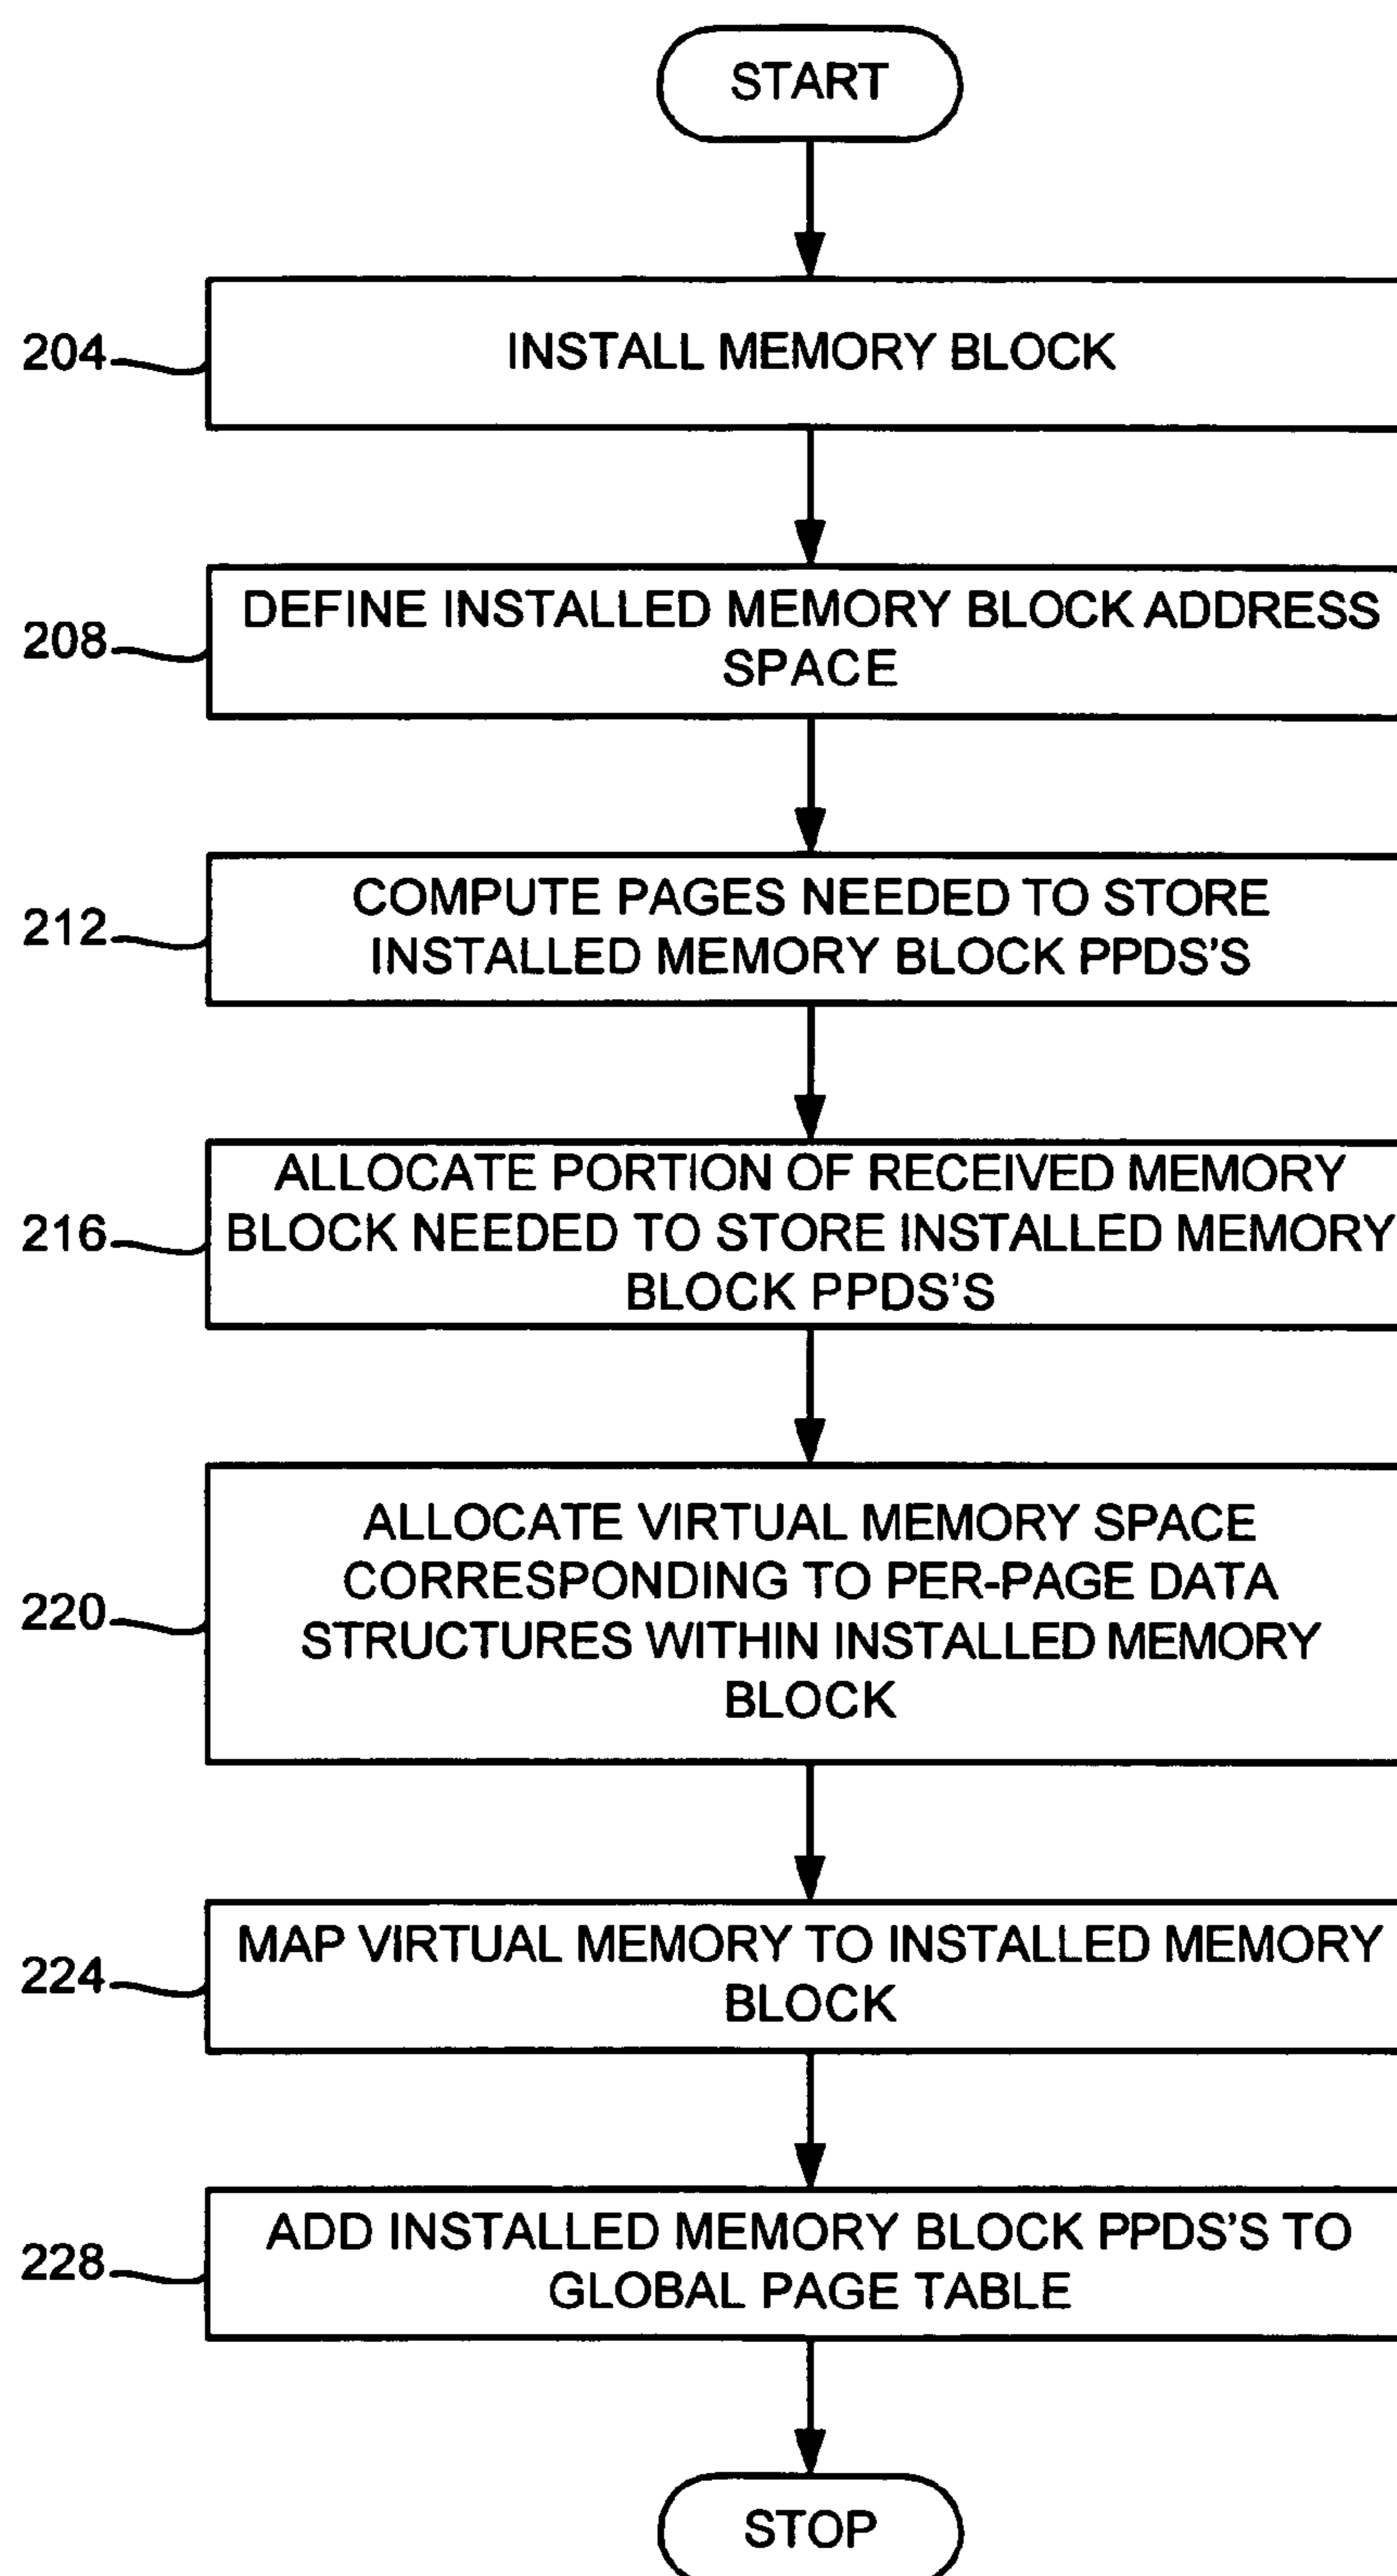 START
204
INSTALL MEMORY BLOCK
208
DEFINE INSTALLED MEMORY BLOCK ADDRESS
SPACE
212
COMPUTE PAGES NEEDED TO STORE
INSTALLED MEMORY BLOCK PPDS'S
216
ALLOCATE PORTION OF RECEIVED MEMORY
BLOCK NEEDED TO STORE INSTALLED MEMORY
BLOCK PPDS'S
220
ALLOCATE VIRTUAL MEMORY SPACE
CORRESPONDING TO PER-PAGE DATA
STRUCTURES WITHIN INSTALLED MEMORY
BLOCK
224
MAP VIRTUAL MEMORY TO INSTALLED MEMORY
BLOCK
228
ADD INSTALLED MEMORY BLOCK PPDS'S TO
GLOBAL PAGE TABLE
STOP